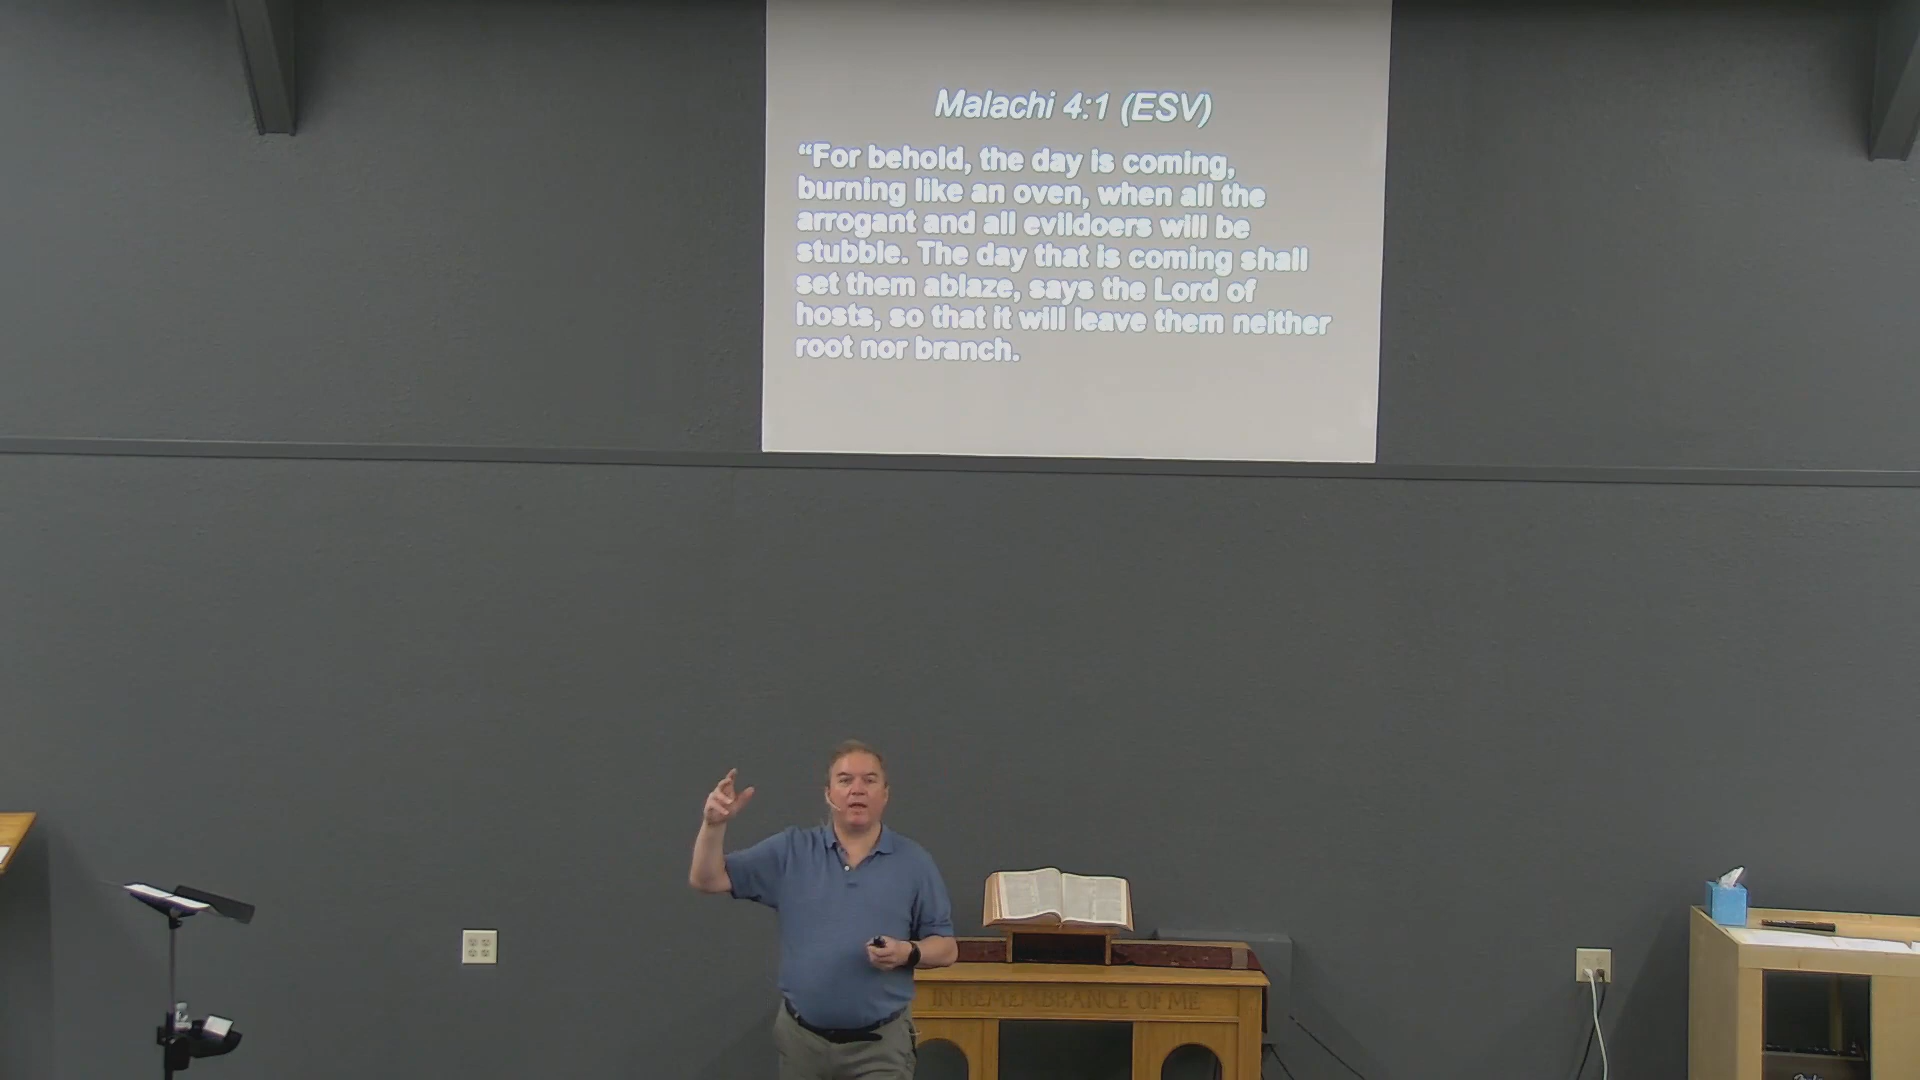 Malachi 4:1 (ESV)
“For behold, the day is coming,
burning like an oven, when all the
arrogant and all evildoers will be
stubble. The day that is coming shall
set them ablaze, says the Lord of
hosts, so that it will leave them neither
root nor branch.
IN REMEMBRANCE OF ME